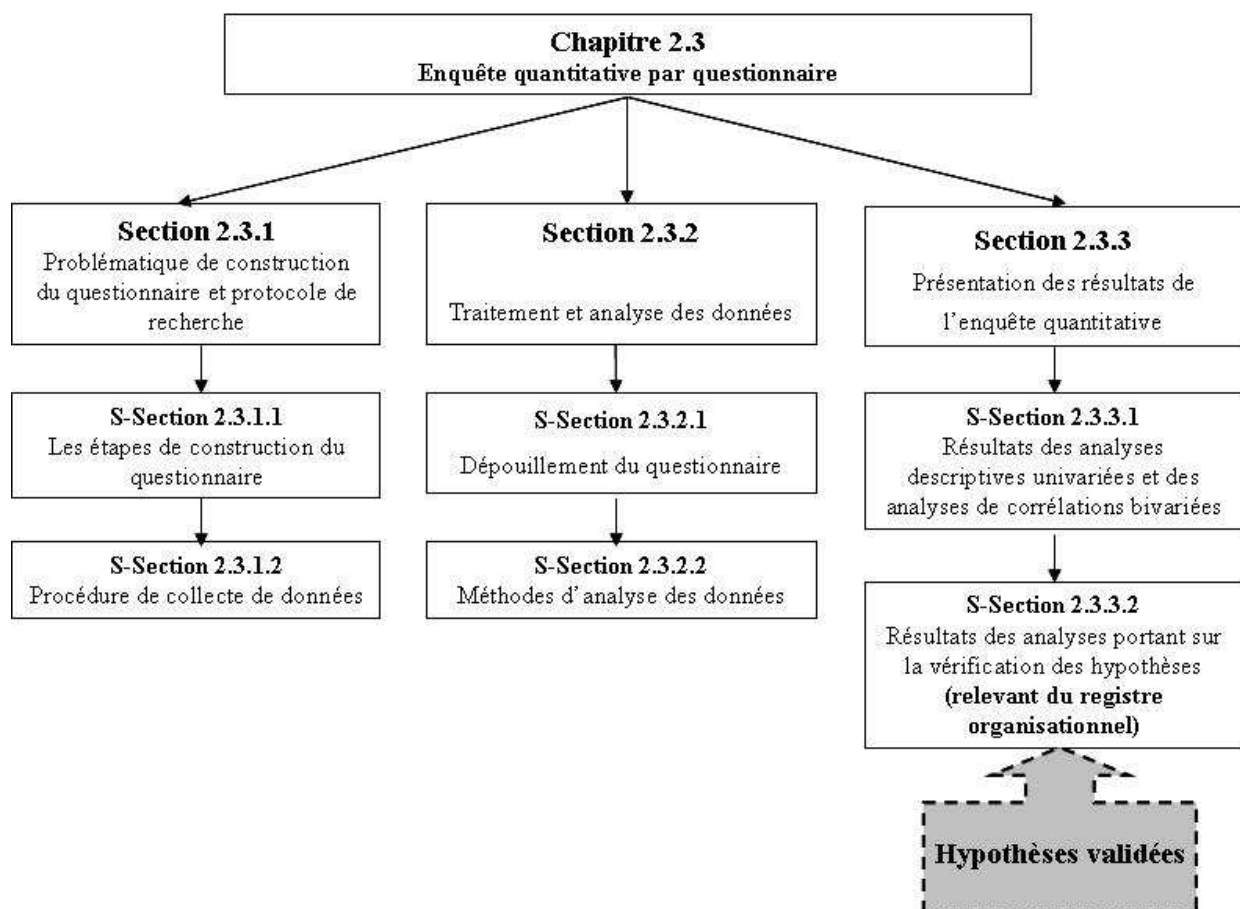 Chapitre 2.3
Enquête quantitative par questionnaire
Section 2.3.1
Problématique de construction
du questionnaire et protocole de
recherche
Section 2.3.2
Traitement et analyse des données
Section 2.3.3
Présentation des résultats de
l'enquête quantitative
S-Section 2.3.1.1
Les étapes de construction du
questionnaire
S-Section 2.3.2.1
Dépouillement du questionnaire
S-Section 2.3.3.1
Résultats des analyses
descriptives univariées et des
analyses de corrélations bivariées
S-Section 2.3.1.2
Procédure de collecte de données
S-Section 2.3.2.2
Méthodes d'analyse des données
S-Section 2.3.3.2
Résultats des analyses portant sur
la vérification des hypothèses
(relevant du registre
organisationnel)
Hypothèses validées